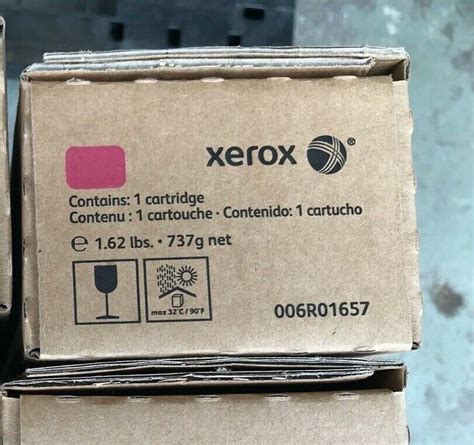 xerox ®
Contains: 1 cartridge
Contenu : 1 cartouche · Contenido: 1 cartucho
℮ 1.62 lbs. · 737g net
max 32°C / 90°F
006R01657